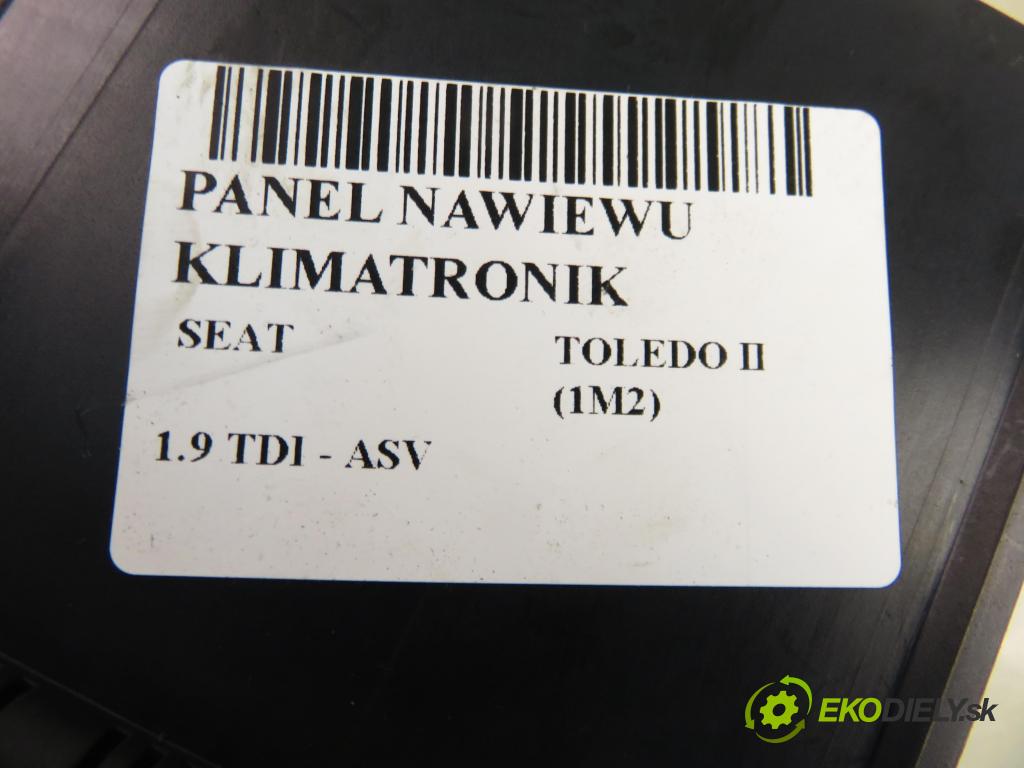 PANEL NAWIEWU
KLIMATRONIK
SEAT TOLEDO II
(1M2)
1.9 TDI - ASV
EKODIELY.sk